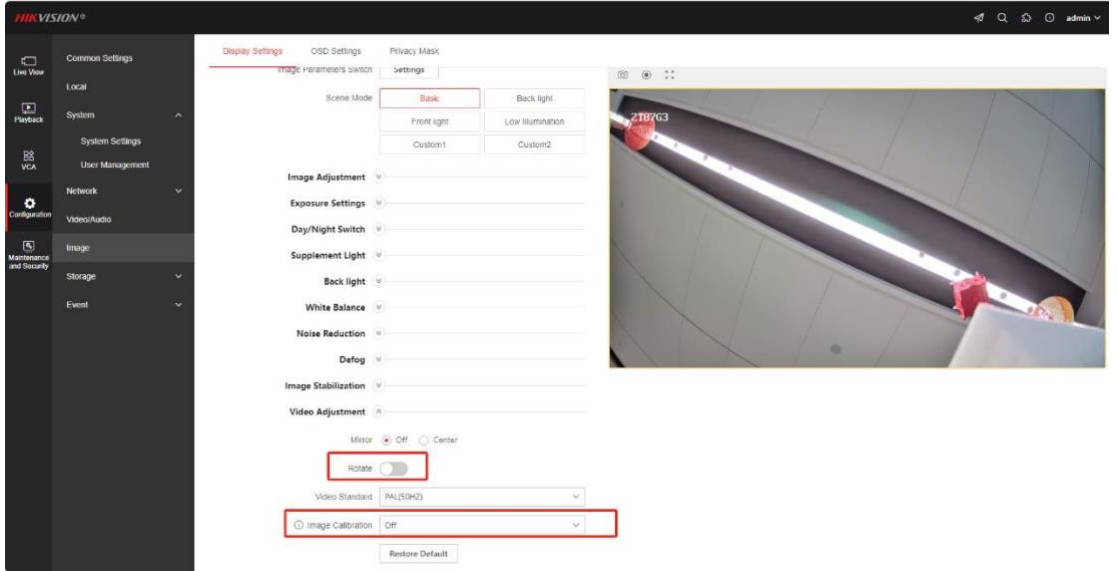 HIKVISION®
admin
Live View
Playback
VCA
Configuration
Maintenance
and Security
Common Settings
Local
System
System Settings
User Management
Network
Video/Audio
Image
Storage
Event
Display Settings OSD Settings Privacy Mask
Image Parameters Switch Settings
Scene Mode Basic Back light
Front light Low Illumination
Custom1 Custom2
Image Adjustment
Exposure Settings
Day/Night Switch
Supplement Light
Back light
White Balance
Noise Reduction
Defog
Image Stabilization
Video Adjustment
Mirror Off Center
Rotate
Video Standard PAL(50HZ)
Image Calibration Off
Restore Default
2T87G3